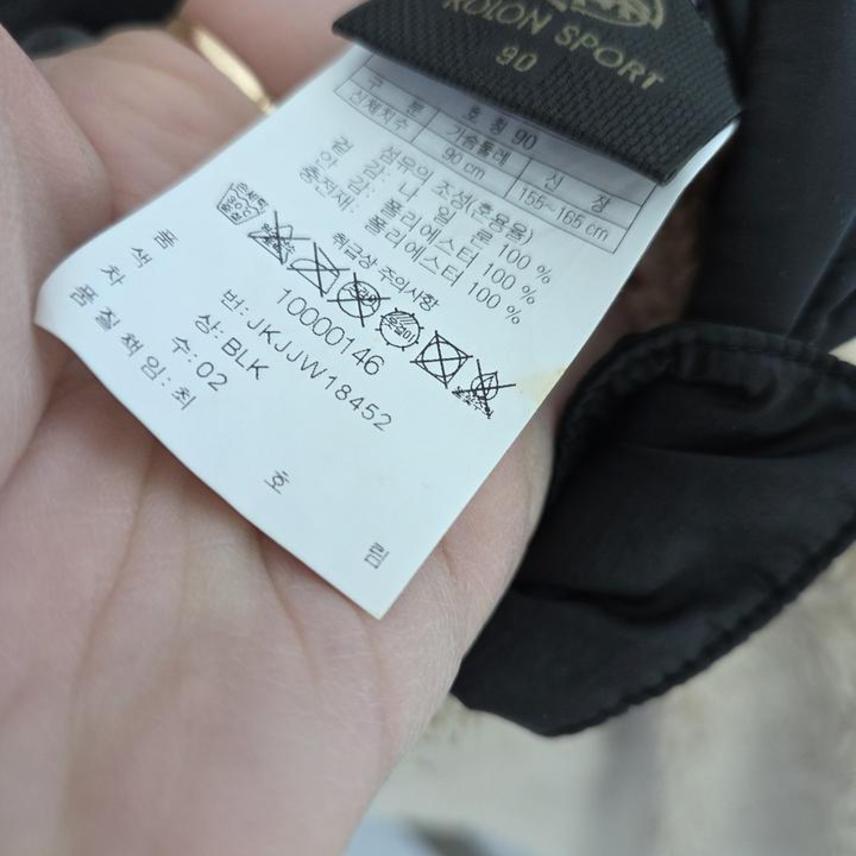 KOLON SPORT
90
구 분 호 칭 90
신체치수 가슴둘레 신 장
90 cm 155~165 cm
섬유의 조성(혼용율)
겉 감: 나 일 론 100 %
안 감: 폴리에스터 100 %
충전재: 폴리에스터 100 %
취급상 주의사항
10000146
품 번: JKJJW18452
색 상: BLK
차 수: 02
품 질 책 임: 최 호 림